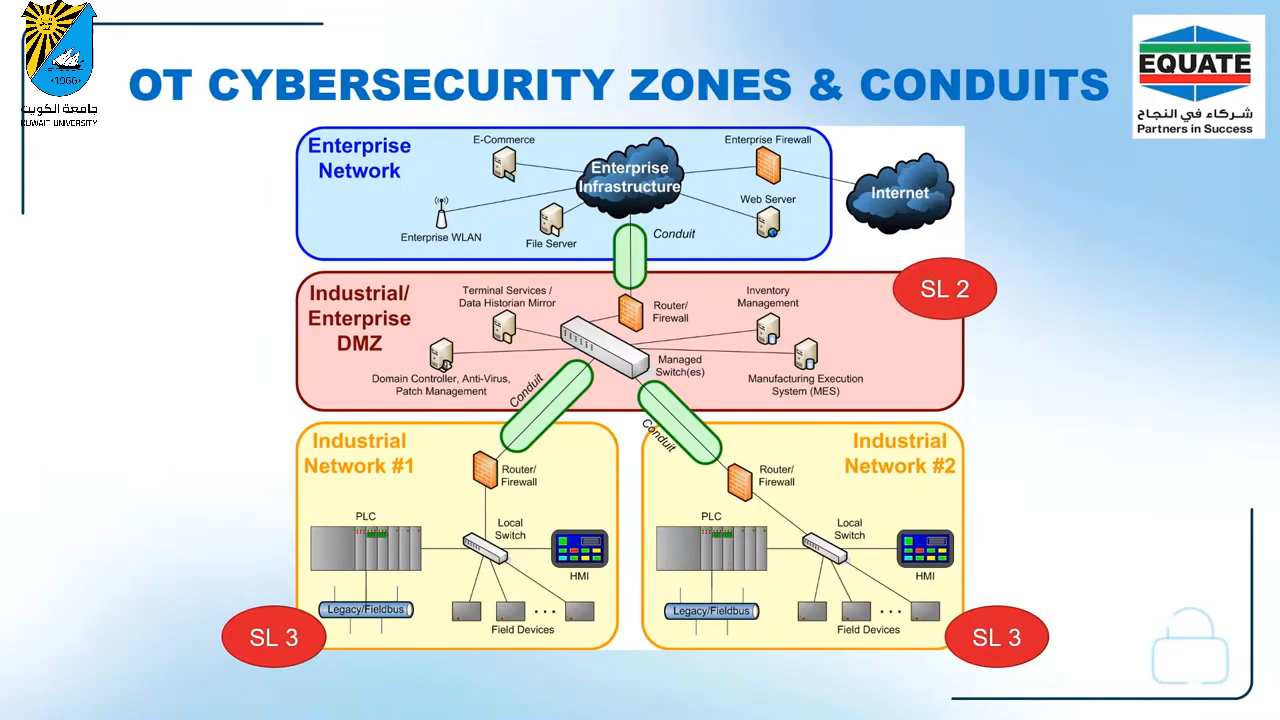 جامعة الكويت
KUWAIT UNIVERSITY
1966
OT CYBERSECURITY ZONES & CONDUITS
EQUATE
شركاء في النجاح
Partners in Success
Enterprise
Network
E-Commerce
Enterprise WLAN
File Server
Enterprise
Infrastructure
Enterprise Firewall
Web Server
Internet
Conduit
SL 2
Industrial/
Enterprise
DMZ
Terminal Services /
Data Historian Mirror
Router/
Firewall
Inventory
Management
Domain Controller, Anti-Virus,
Patch Management
Managed
Switch(es)
Manufacturing Execution
System (MES)
Conduit
Conduit
Industrial
Network #1
Router/
Firewall
PLC
Local
Switch
HMI
Legacy/Fieldbus
Field Devices
SL 3
Industrial
Network #2
Router/
Firewall
PLC
Local
Switch
HMI
Legacy/Fieldbus
Field Devices
SL 3